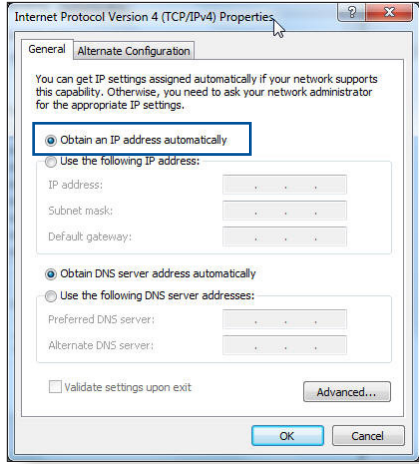 Internet Protocol Version 4 (TCP/IPv4) Properties
?
X
General
Alternate Configuration
You can get IP settings assigned automatically if your network supports
this capability. Otherwise, you need to ask your network administrator
for the appropriate IP settings.
Obtain an IP address automatically
Use the following IP address:
IP address:
Subnet mask:
Default gateway:
Obtain DNS server address automatically
Use the following DNS server addresses:
Preferred DNS server:
Alternate DNS server:
Validate settings upon exit
Advanced...
OK
Cancel